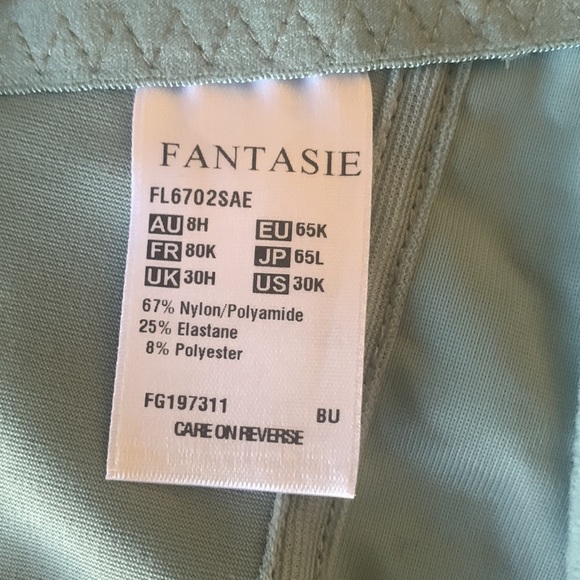 FANTASIE
FL6702SAE
AU 8H EU 65K
FR 80K JP 65L
UK 30H US 30K
67% Nylon/Polyamide
25% Elastane
8% Polyester
FG197311 BU
CARE ON REVERSE